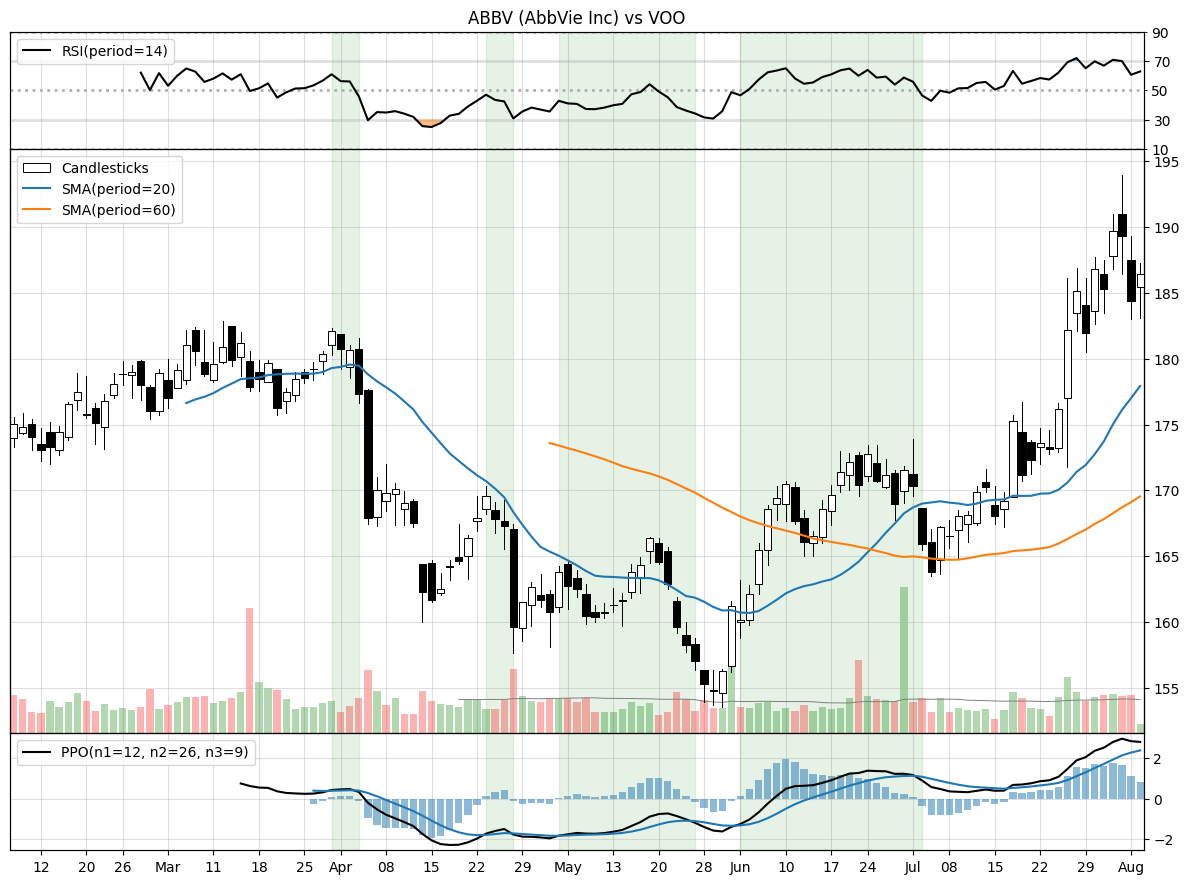 ABBV (AbbVie Inc) vs VOO
RSI(period=14)
90
70
50
30
10
Candlesticks
SMA(period=20)
SMA(period=60)
195
190
185
180
175
170
165
160
155
PPO(n1=12, n2=26, n3=9)
2
0
−2
12 20 26 Mar 11 18 25 Apr 08 15 22 29 May 13 20 28 Jun 10 17 24 Jul 08 15 22 29 Aug